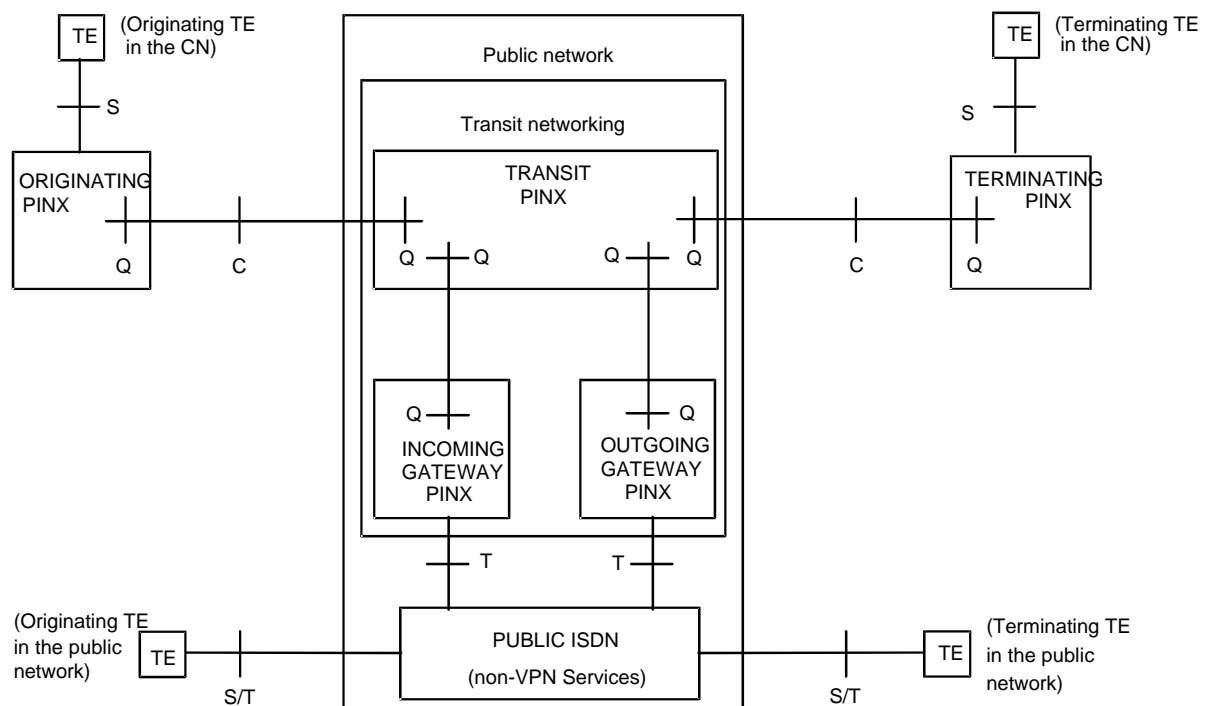 TE
(Originating TE
in the CN)
Public network
TE
(Terminating TE
in the CN)
S
Transit networking
S
ORIGINATING
PINX
TRANSIT
PINX
TERMINATING
PINX
Q
C
Q
Q
Q
Q
C
Q
Q
Q
INCOMING
GATEWAY
PINX
OUTGOING
GATEWAY
PINX
T
T
(Originating TE
in the public
network)
TE
S/T
PUBLIC ISDN
(non-VPN Services)
S/T
TE
(Terminating TE
in the public
network)